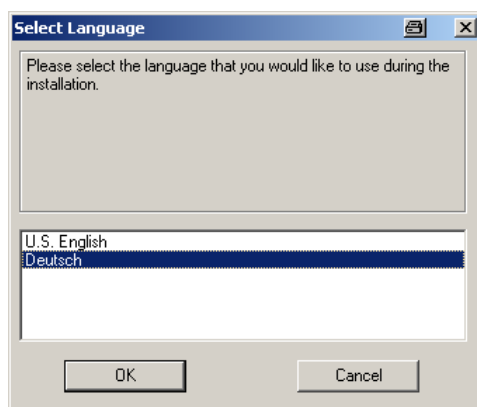 Select Language
Please select the language that you would like to use during the
installation.
U.S. English
Deutsch
OK
Cancel